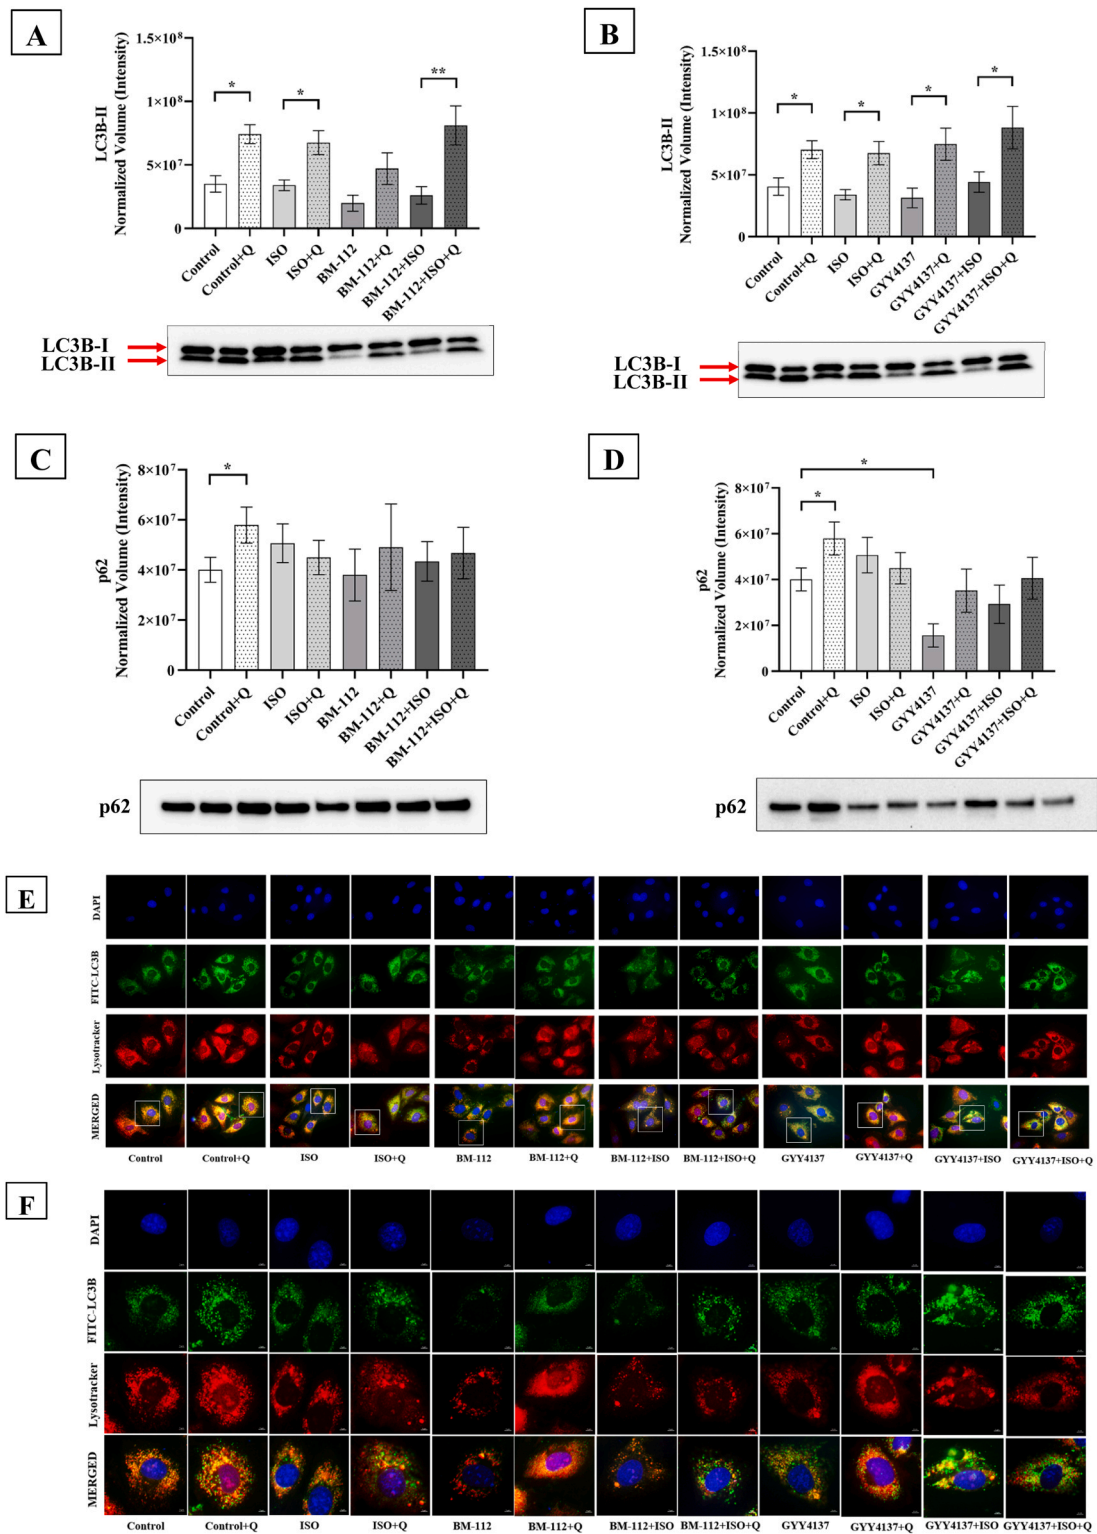 A
LC3B-II
Normalized Volume (Intensity)
1.5×10⁸
1×10⁸
5×10⁷
0
*
*
**
Control
Control+Q
ISO
ISO+Q
BM-112
BM-112+Q
BM-112+ISO
BM-112+ISO+Q
LC3B-I
LC3B-II
B
LC3B-II
Normalized Volume (Intensity)
1.5×10⁸
1×10⁸
5×10⁷
0
*
*
*
*
Control
Control+Q
ISO
ISO+Q
GYY4137
GYY4137+Q
GYY4137+ISO
GYY4137+ISO+Q
LC3B-I
LC3B-II
C
p62
Normalized Volume (Intensity)
8×10⁷
6×10⁷
4×10⁷
2×10⁷
0
*
Control
Control+Q
ISO
ISO+Q
BM-112
BM-112+Q
BM-112+ISO
BM-112+ISO+Q
p62
D
p62
Normalized Volume (Intensity)
8×10⁷
6×10⁷
4×10⁷
2×10⁷
0
*
*
Control
Control+Q
ISO
ISO+Q
GYY4137
GYY4137+Q
GYY4137+ISO
GYY4137+ISO+Q
p62
E
DAPI
FITC-LC3B
Lysotracker
MERGED
Control Control+Q ISO ISO+Q BM-112 BM-112+Q BM-112+ISO BM-112+ISO+Q GYY4137 GYY4137+Q GYY4137+ISO GYY4137+ISO+Q
F
DAPI
FITC-LC3B
Lysotracker
MERGED
Control Control+Q ISO ISO+Q BM-112 BM-112+Q BM-112+ISO BM-112+ISO+Q GYY4137 GYY4137+Q GYY4137+ISO GYY4137+ISO+Q